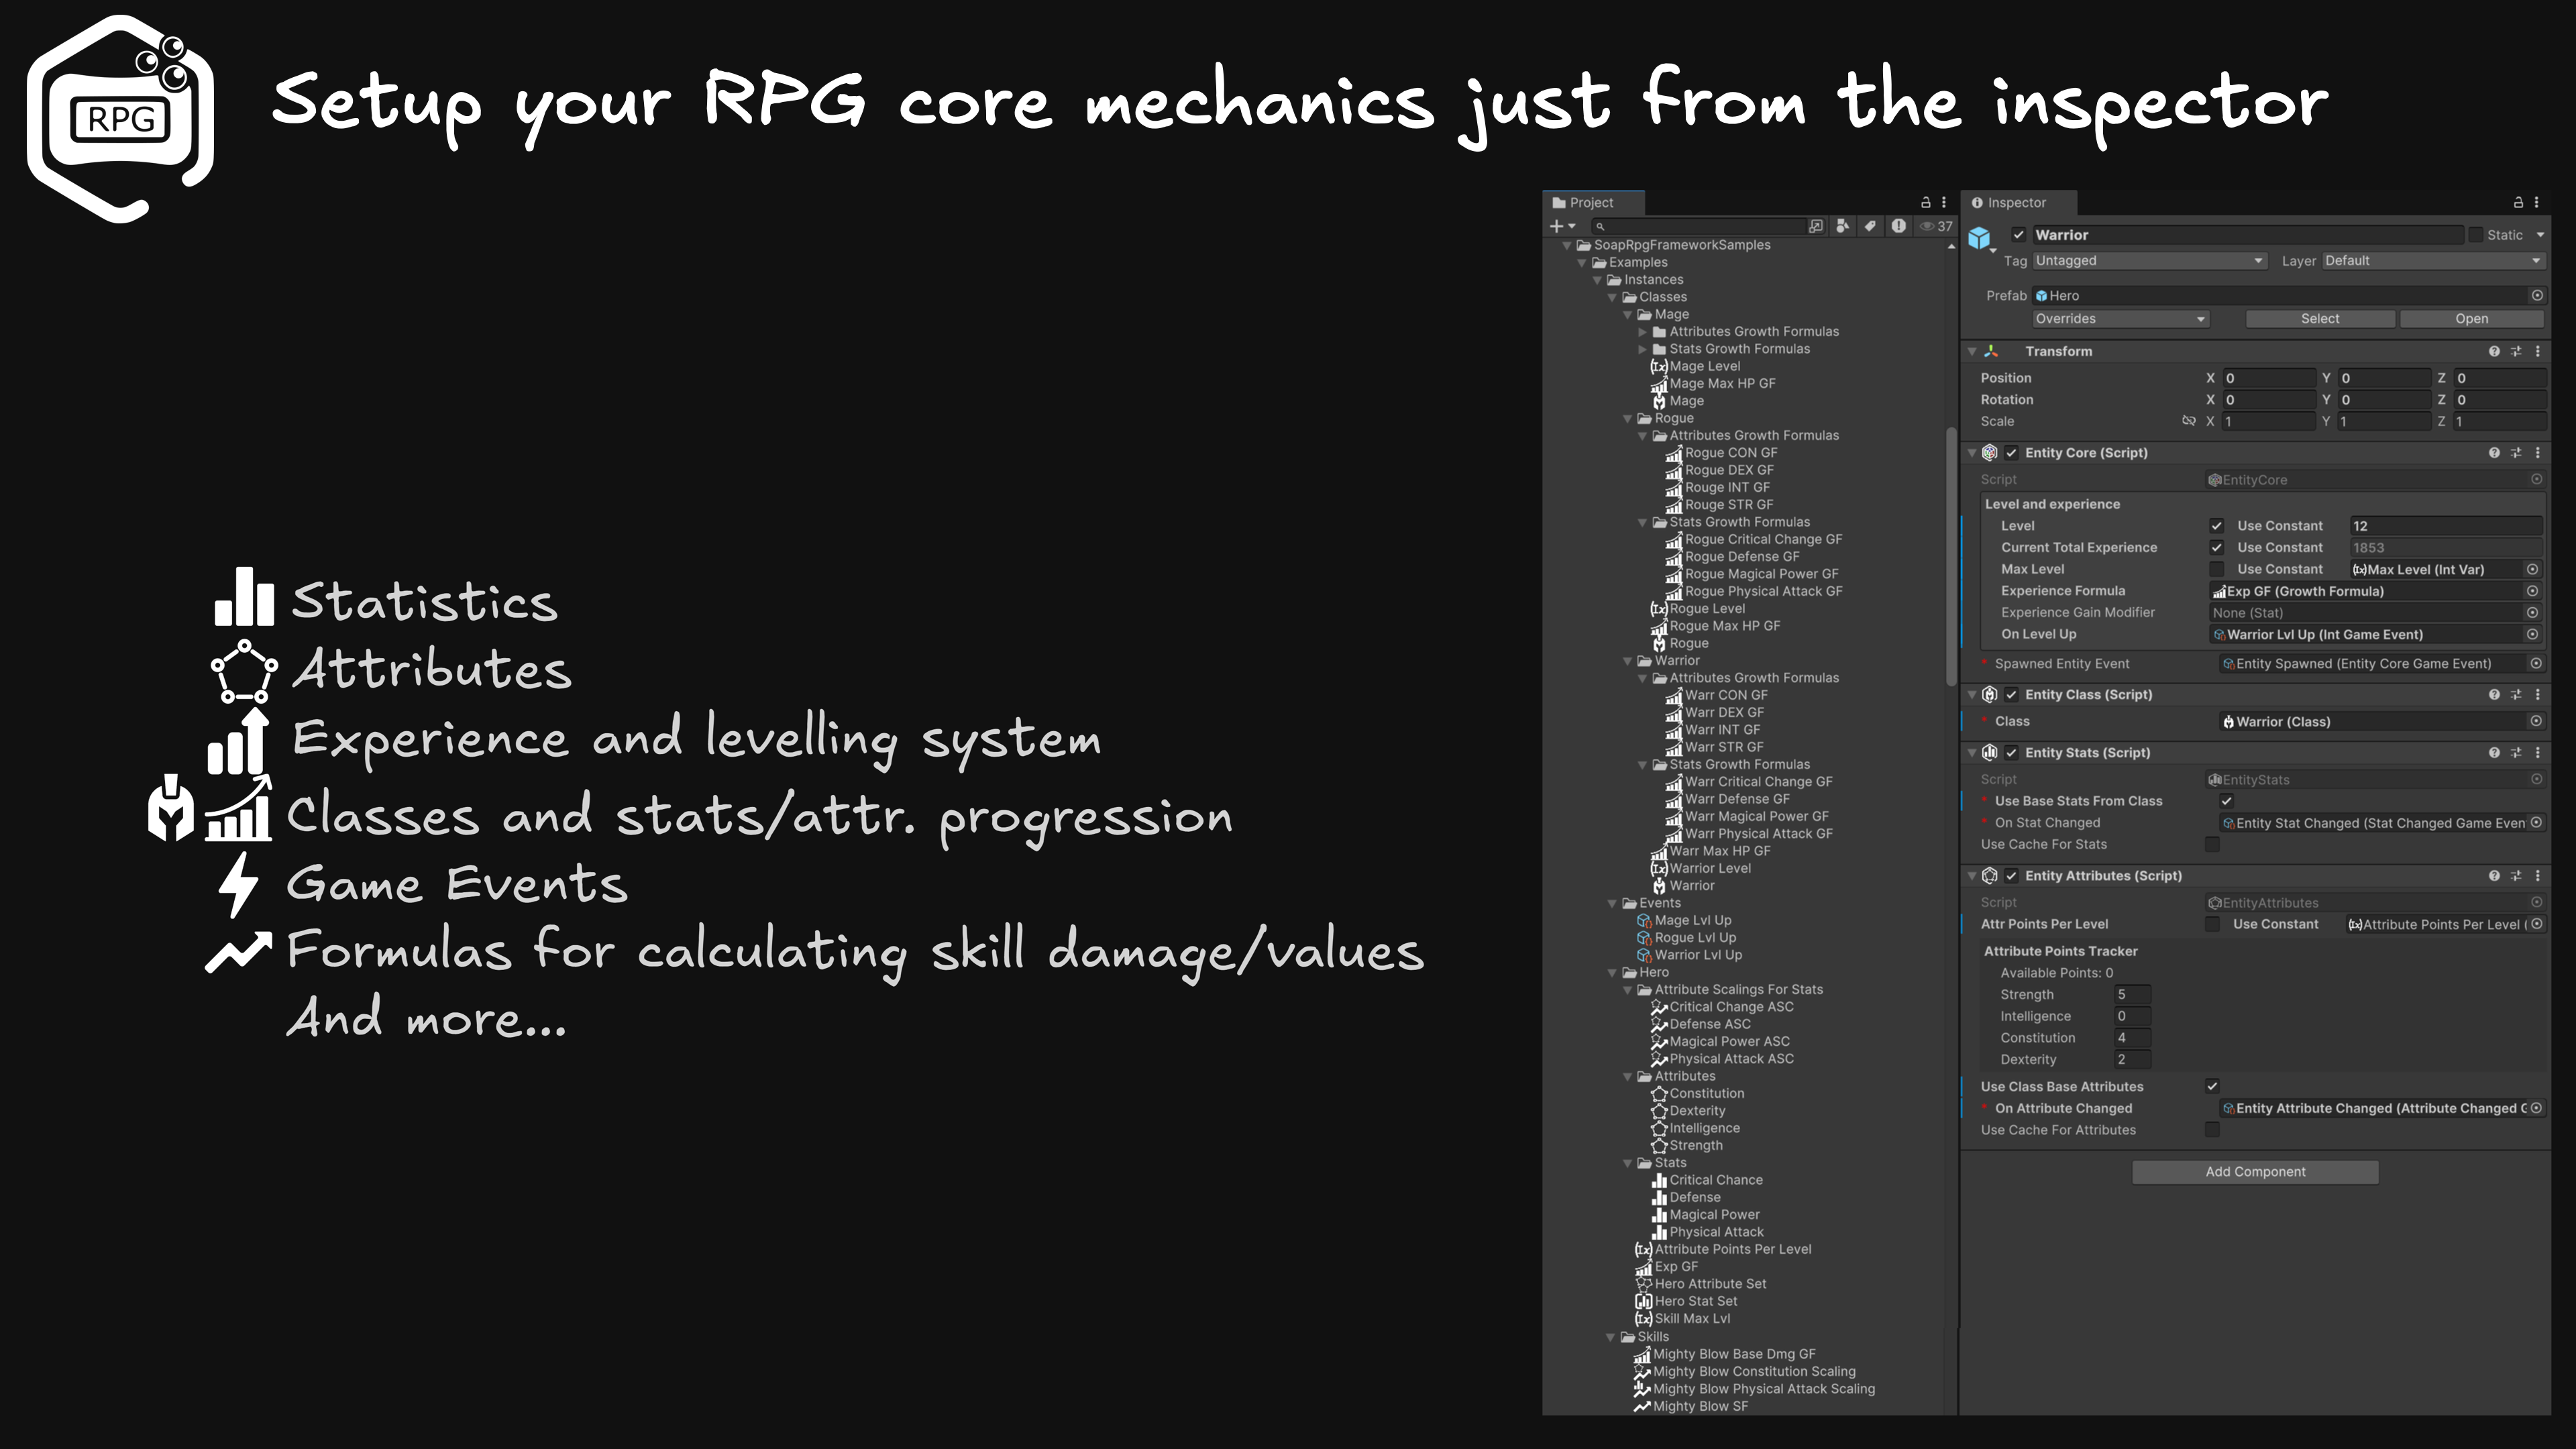 RPG
Setup your RPG core mechanics just from the inspector
Statistics
Attributes
Experience and levelling system
Classes and stats/attr. progression
Game Events
Formulas for calculating skill damage/values
And more...
Project
37
SoapRpgFrameworkSamples
Examples
Instances
Classes
Mage
Attributes Growth Formulas
Stats Growth Formulas
(Ix) Mage Level
Mage Max HP GF
Mage
Rogue
Attributes Growth Formulas
Rogue CON GF
Rogue DEX GF
Rouge INT GF
Rouge STR GF
Stats Growth Formulas
Rogue Critical Change GF
Rogue Defense GF
Rogue Magical Power GF
Rogue Physical Attack GF
(Ix) Rogue Level
Rogue Max HP GF
Rogue
Warrior
Attributes Growth Formulas
Warr CON GF
Warr DEX GF
Warr INT GF
Warr STR GF
Stats Growth Formulas
Warr Critical Change GF
Warr Defense GF
Warr Magical Power GF
Warr Physical Attack GF
Warr Max HP GF
(Ix) Warrior Level
Warrior
Events
Mage Lvl Up
Rogue Lvl Up
Warrior Lvl Up
Hero
Attribute Scalings For Stats
Critical Change ASC
Defense ASC
Magical Power ASC
Physical Attack ASC
Attributes
Constitution
Dexterity
Intelligence
Strength
Stats
Critical Chance
Defense
Magical Power
Physical Attack
(Ix) Attribute Points Per Level
Exp GF
Hero Attribute Set
Hero Stat Set
(Ix) Skill Max Lvl
Skills
Mighty Blow Base Dmg GF
Mighty Blow Constitution Scaling
Mighty Blow Physical Attack Scaling
Mighty Blow SF
Inspector
Warrior Static
Tag Untagged Layer Default
Prefab Hero
Overrides Select Open
Transform
Position X 0 Y 0 Z 0
Rotation X 0 Y 0 Z 0
Scale X 1 Y 1 Z 1
Entity Core (Script)
Script EntityCore
Level and experience
Level Use Constant 12
Current Total Experience Use Constant 1853
Max Level Use Constant (Ix) Max Level (Int Var)
Experience Formula Exp GF (Growth Formula)
Experience Gain Modifier None (Stat)
On Level Up Warrior Lvl Up (Int Game Event)
* Spawned Entity Event Entity Spawned (Entity Core Game Event)
Entity Class (Script)
* Class Warrior (Class)
Entity Stats (Script)
Script EntityStats
* Use Base Stats From Class
* On Stat Changed Entity Stat Changed (Stat Changed Game Even
Use Cache For Stats
Entity Attributes (Script)
Script EntityAttributes
Attr Points Per Level Use Constant (Ix) Attribute Points Per Level (
Attribute Points Tracker
Available Points: 0
Strength 5
Intelligence 0
Constitution 4
Dexterity 2
Use Class Base Attributes
* On Attribute Changed Entity Attribute Changed (Attribute Changed G
Use Cache For Attributes
Add Component